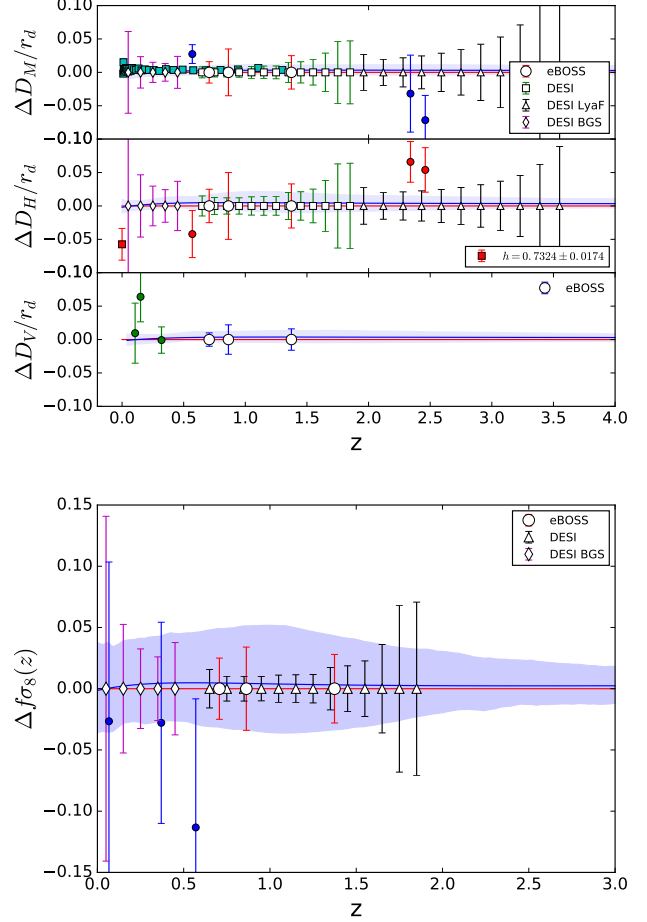 0.10
0.05
0.00
−0.05
−0.10
ΔD_M/r_d
eBOSS
DESI
DESI LyaF
DESI BGS
0.05
0.00
−0.05
−0.10
ΔD_H/r_d
h = 0.7324 ± 0.0174
0.05
0.00
−0.05
−0.10
ΔD_V/r_d
eBOSS
0.0 0.5 1.0 1.5 2.0 2.5 3.0 3.5 4.0
z
0.15
0.10
0.05
0.00
−0.05
−0.10
−0.15
Δfσ_8(z)
eBOSS
DESI
DESI BGS
0.0 0.5 1.0 1.5 2.0 2.5 3.0
z